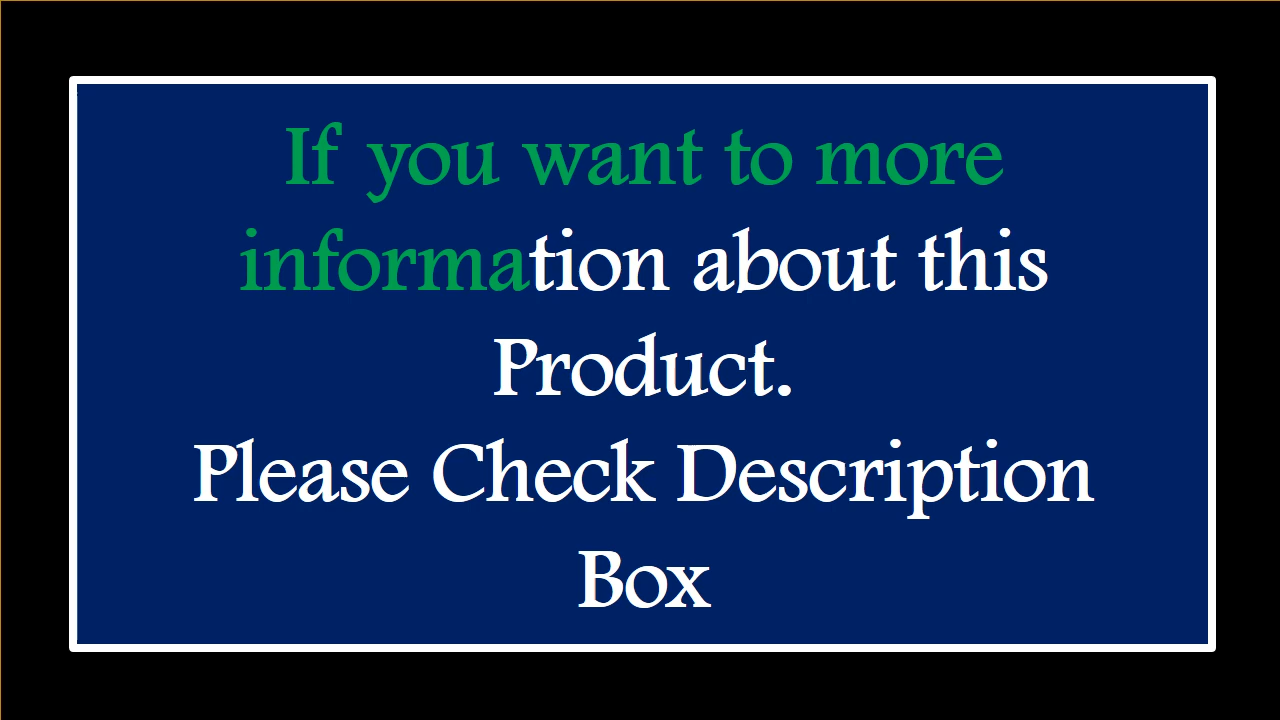 If you want to more
information about this
Product.
Please Check Description
Box